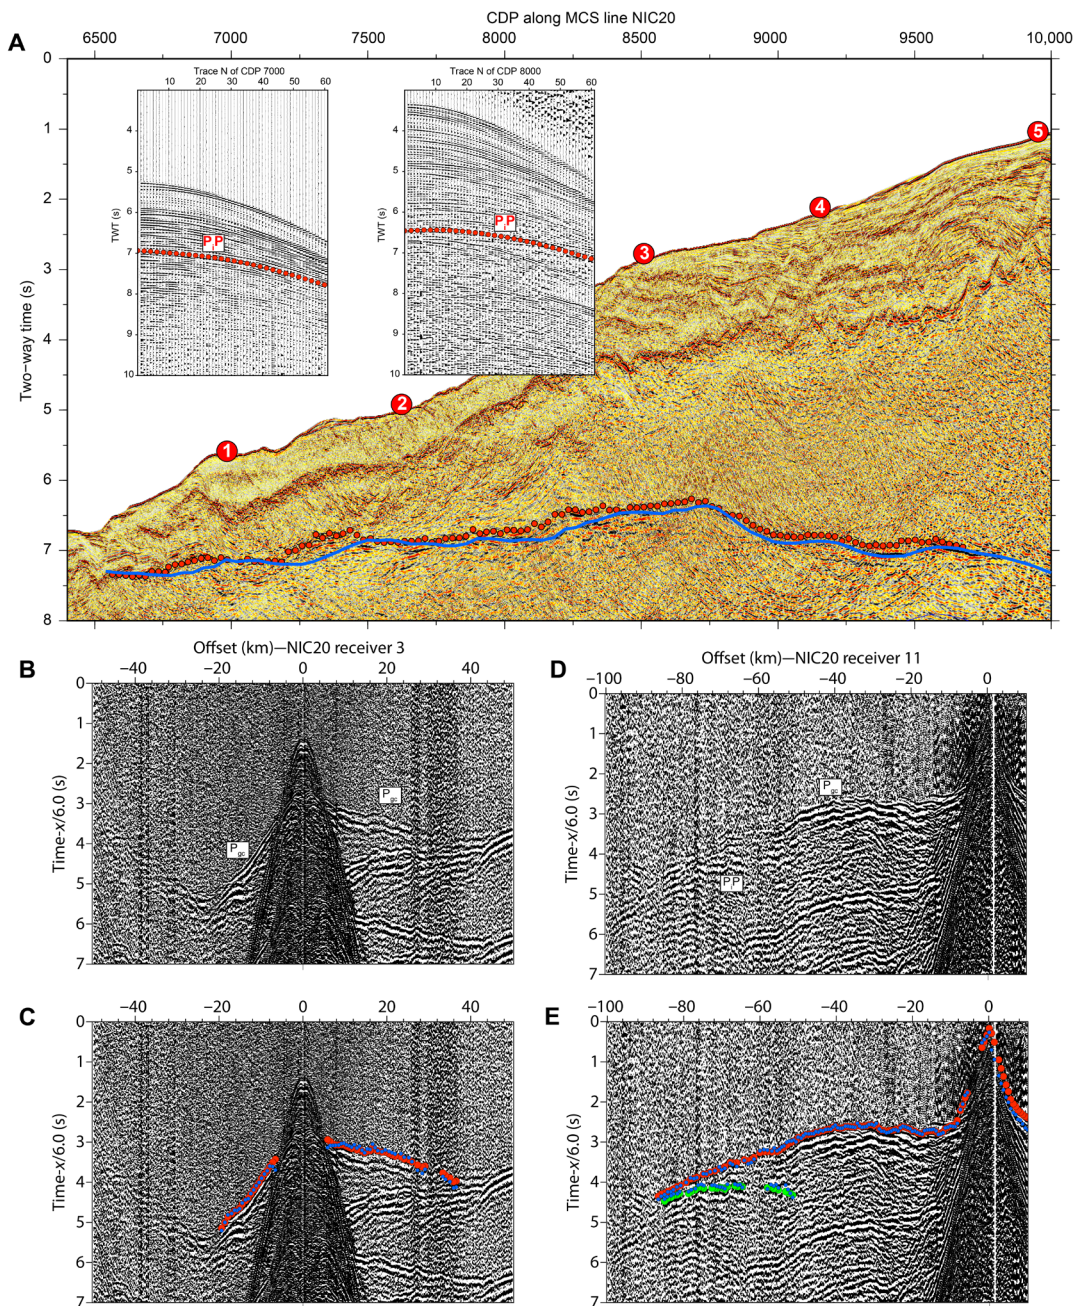 CDP along MCS line NIC20
A
6500 7000 7500 8000 8500 9000 9500 10,000
Two–way time (s)
0
1
2
3
4
5
6
7
8
Trace N of CDP 7000
10 20 30 40 50 60
TWT (s)
4
5
6
7
8
9
10
PiP
Trace N of CDP 8000
10 20 30 40 50 60
TWT (s)
4
5
6
7
8
9
10
PiP
1
2
3
4
5
B
Offset (km)—NIC20 receiver 3
−40 −20 0 20 40
Time-x/6.0 (s)
0
1
2
3
4
5
6
7
Pgc
Pgc
D
Offset (km)—NIC20 receiver 11
−100 −80 −60 −40 −20 0
Time-x/6.0 (s)
0
1
2
3
4
5
6
7
Pgc
PiP
C
−40 −20 0 20 40
Time-x/6.0 (s)
0
1
2
3
4
5
6
7
E
−100 −80 −60 −40 −20 0
Time-x/6.0 (s)
0
1
2
3
4
5
6
7